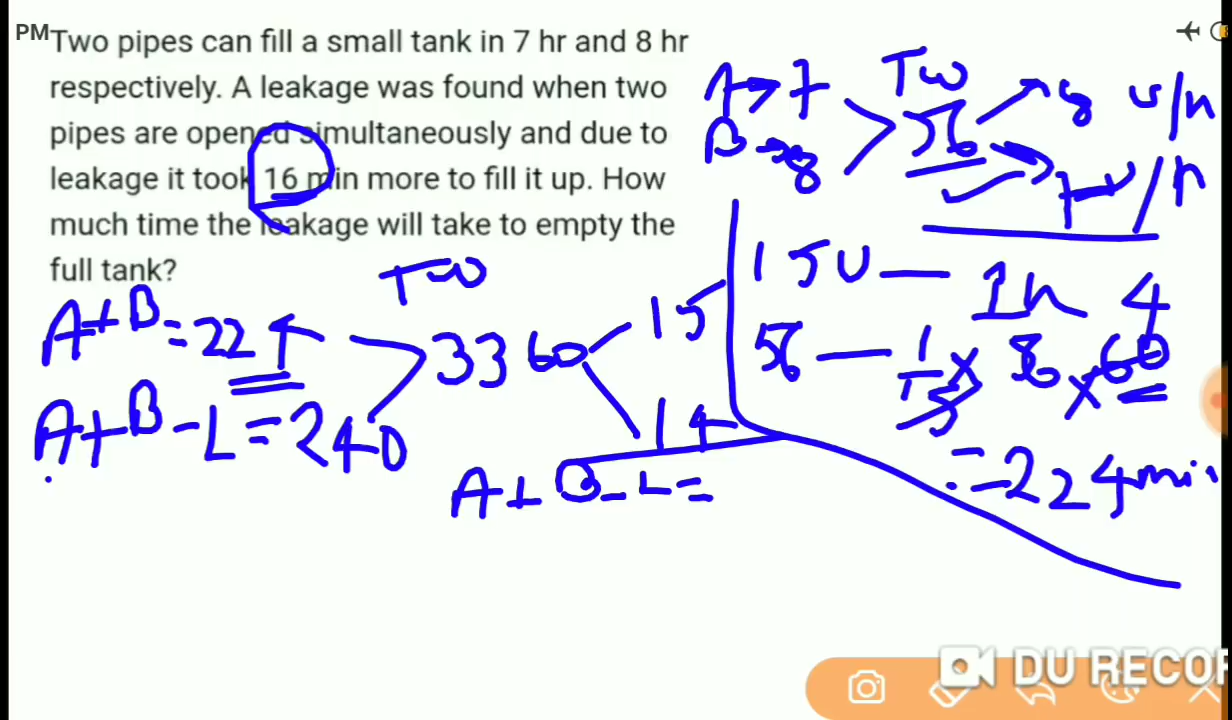 PM
Two pipes can fill a small tank in 7 hr and 8 hr
respectively. A leakage was found when two
pipes are opened simultaneously and due to
leakage it took 16 min more to fill it up. How
much time the leakage will take to empty the
full tank?
A → 7
B → 8
TW
56
8 u/h
7 u/h
15U — 1h
56 — 1/15 × 56 × 60
4
= 224 min
TW
A+B = 224
3360
15
A+B-L = 240
14
A+B-L =
DU RECOR